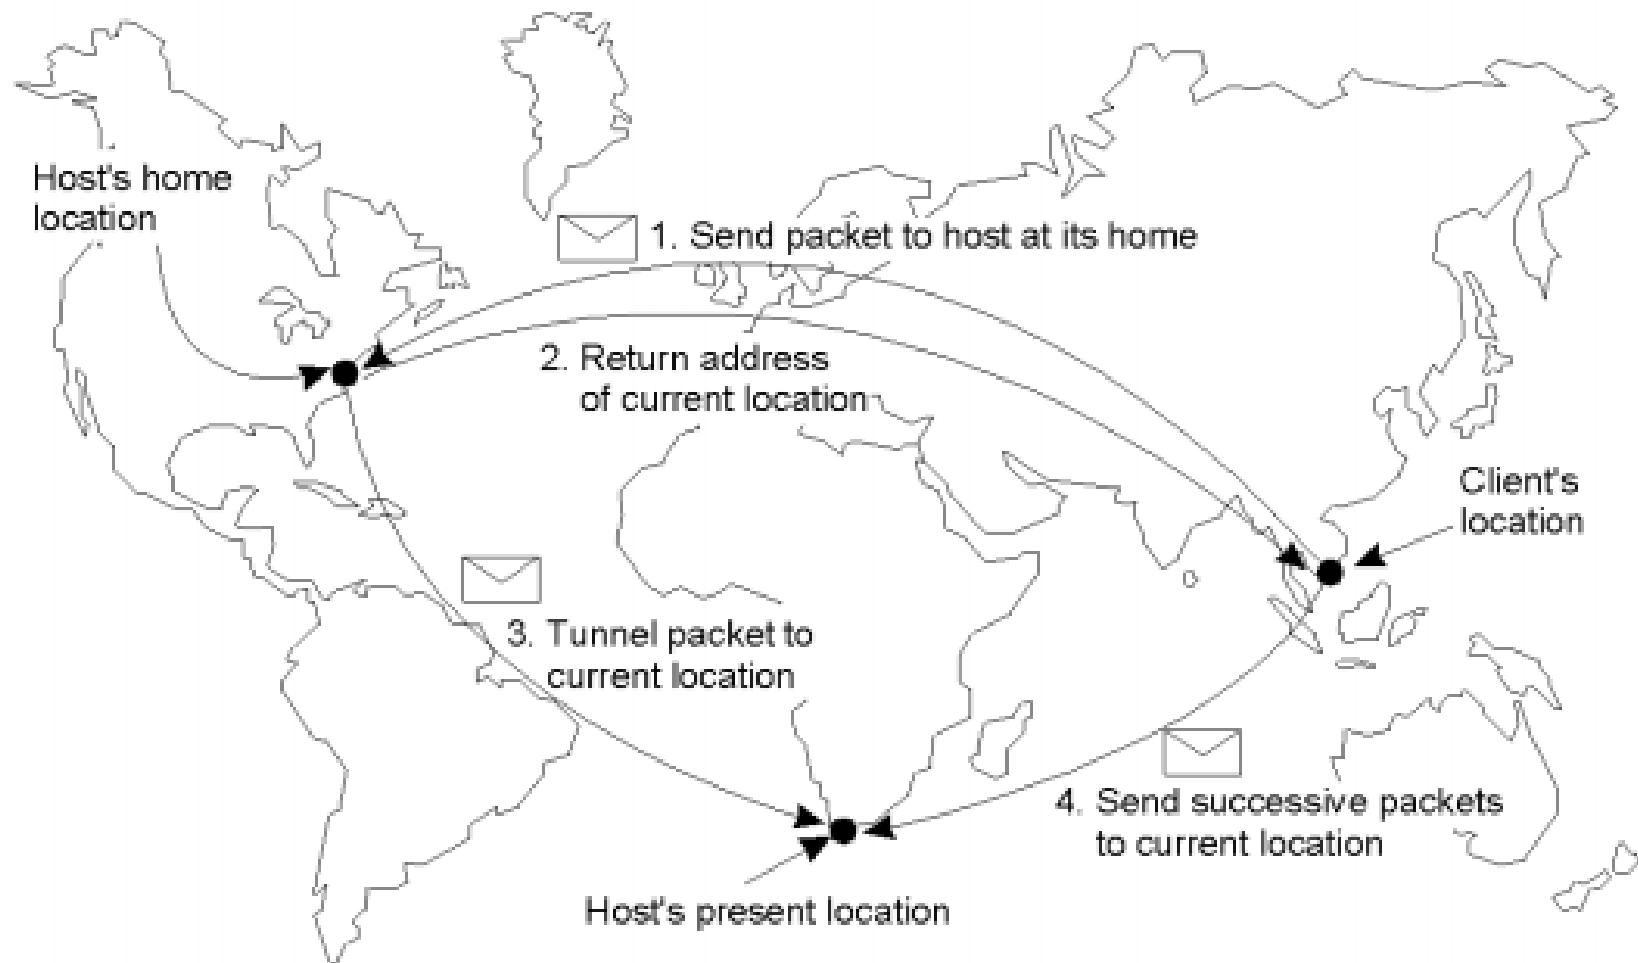 Host's home
location
1. Send packet to host at its home
2. Return address
of current location
Client's
location
3. Tunnel packet to
current location
4. Send successive packets
to current location
Host's present location